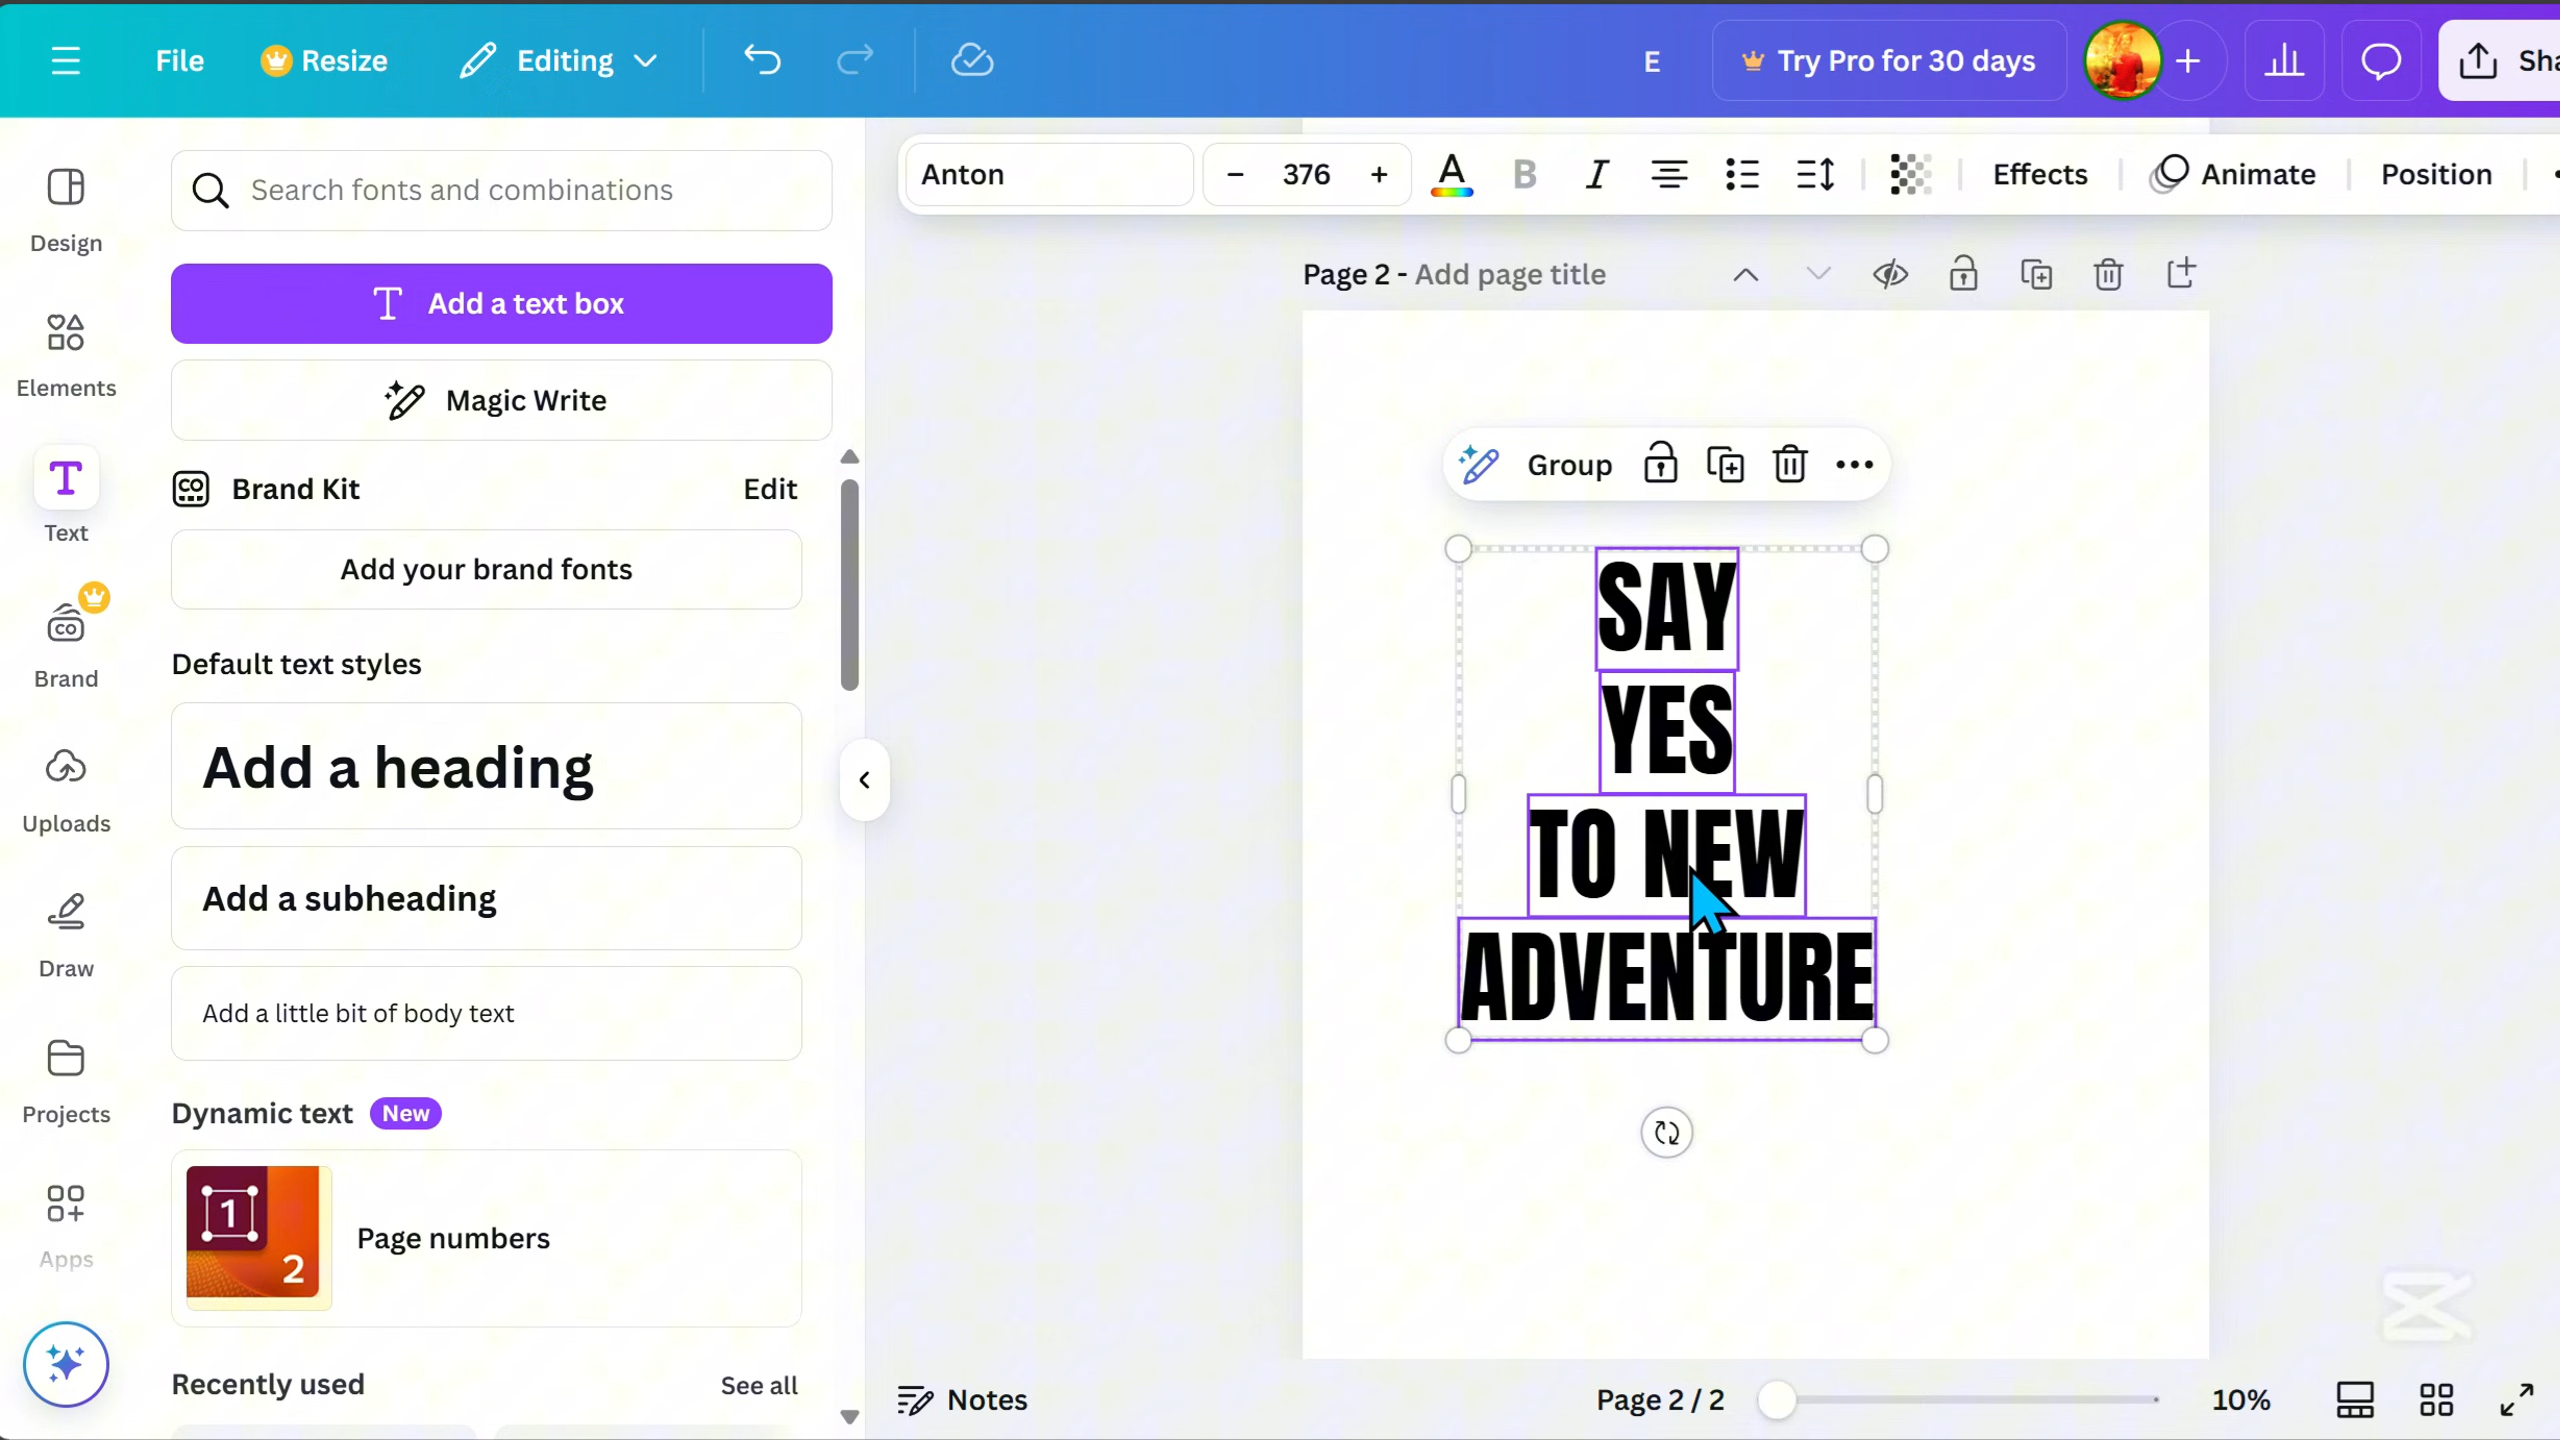 File
Resize
Editing
E
Try Pro for 30 days
Sha
Design
Elements
Text
Brand
Uploads
Draw
Projects
Apps
Search fonts and combinations
Add a text box
Magic Write
Brand Kit
Edit
Add your brand fonts
Default text styles
Add a heading
Add a subheading
Add a little bit of body text
Dynamic text New
1
2
Page numbers
Recently used
See all
Anton
− 376 +
A
B
I
Effects
Animate
Position
Page 2 - Add page title
Group
SAY
YES
TO NEW
ADVENTURE
Notes
Page 2 / 2
10%